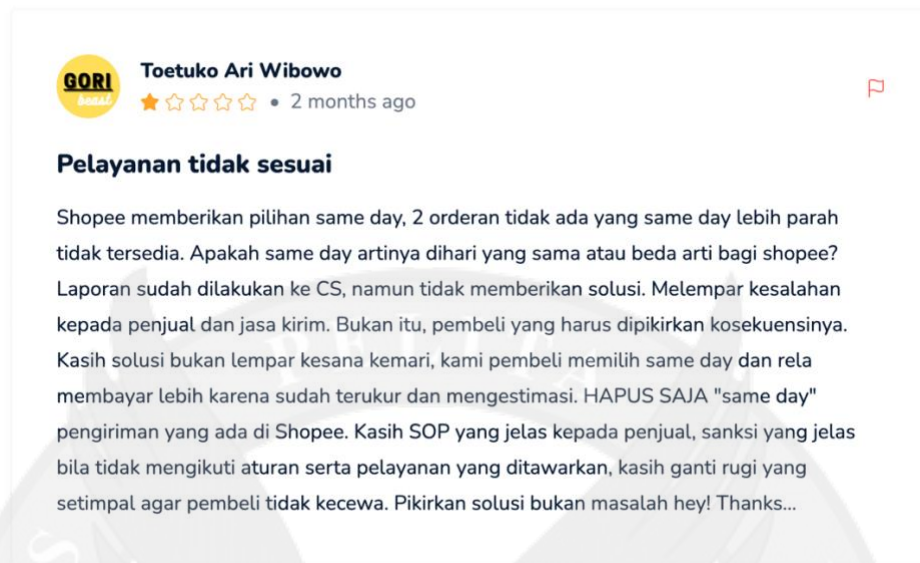 GORI
beast
Toetuko Ari Wibowo
• 2 months ago
Pelayanan tidak sesuai
Shopee memberikan pilihan same day, 2 orderan tidak ada yang same day lebih parah
tidak tersedia. Apakah same day artinya dihari yang sama atau beda arti bagi shopee?
Laporan sudah dilakukan ke CS, namun tidak memberikan solusi. Melempar kesalahan
kepada penjual dan jasa kirim. Bukan itu, pembeli yang harus dipikirkan kosekuensinya.
Kasih solusi bukan lempar kesana kemari, kami pembeli memilih same day dan rela
membayar lebih karena sudah terukur dan mengestimasi. HAPUS SAJA "same day"
pengiriman yang ada di Shopee. Kasih SOP yang jelas kepada penjual, sanksi yang jelas
bila tidak mengikuti aturan serta pelayanan yang ditawarkan, kasih ganti rugi yang
setimpal agar pembeli tidak kecewa. Pikirkan solusi bukan masalah hey! Thanks...
PELITA
S